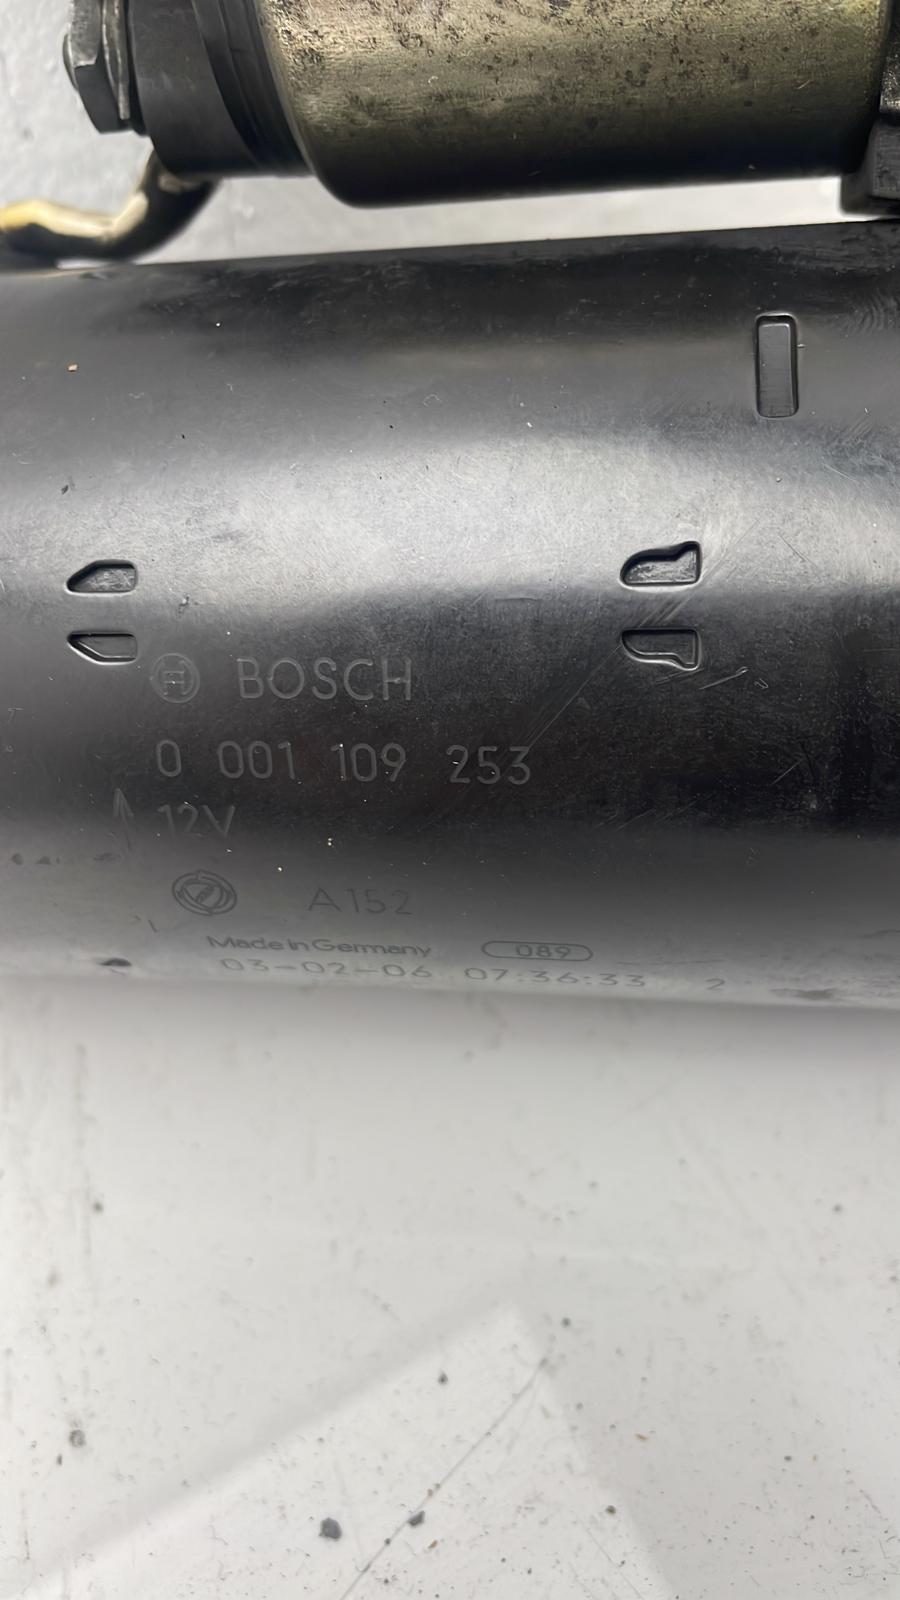 BOSCH
0 001 109 253
12V
A152
Made in Germany 089
03-02-06 07:36:33 2